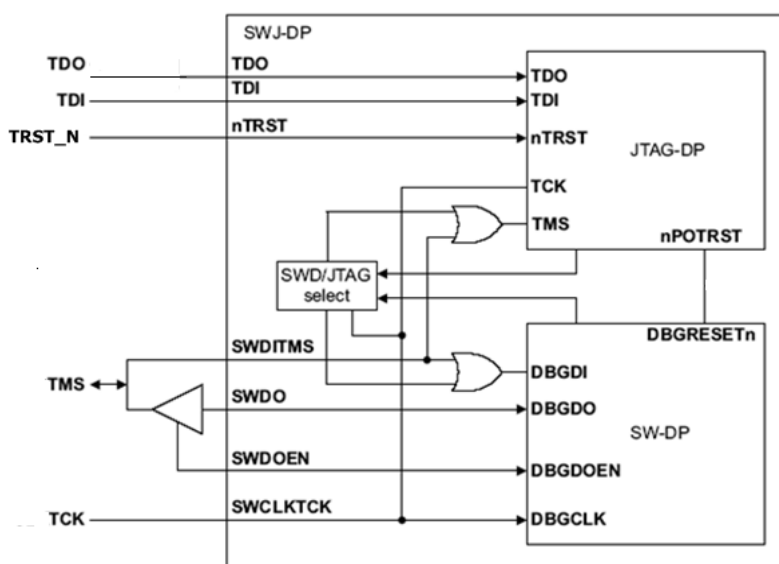 SWJ-DP
TDO
TDO
TDO
TDI
TDI
TDI
TRST_N
nTRST
nTRST
JTAG-DP
TCK
TMS
nPOTRST
SWD/JTAG
select
DBGRESETn
SWDITMS
DBGDI
TMS
SWDO
DBGDO
SW-DP
SWDOEN
DBGDOEN
TCK
SWCLKTCK
DBGCLK